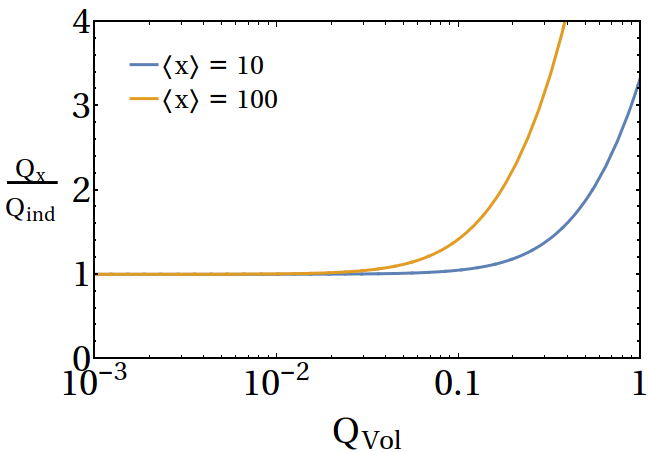 4
⟨x⟩ = 10
⟨x⟩ = 100
3
Qx
Qind
2
1
0
10⁻³ 10⁻² 0.1 1
QVol